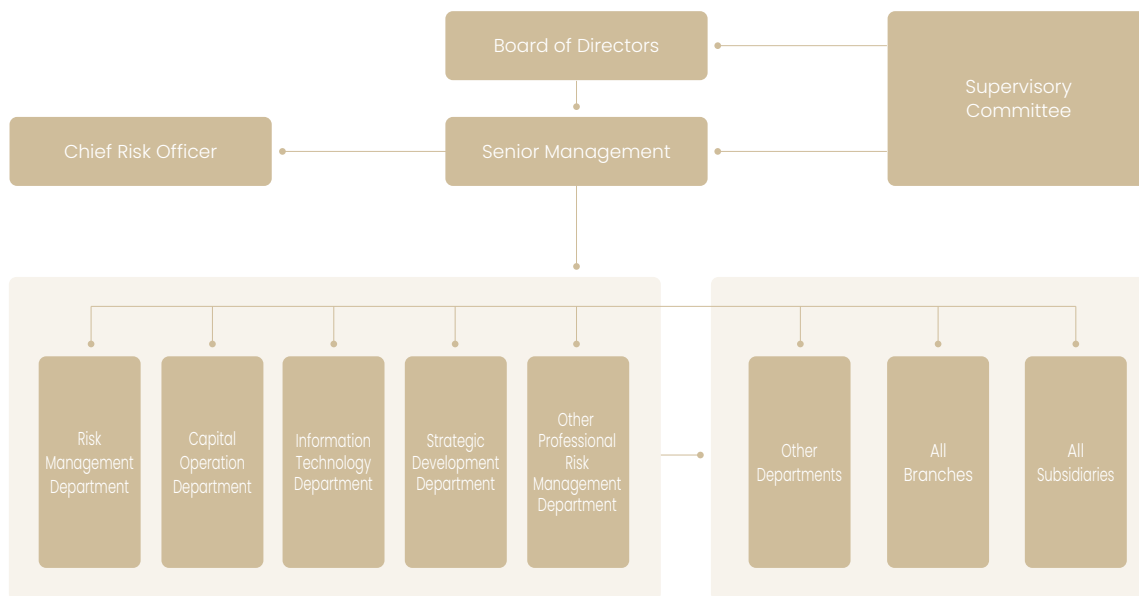 Board of Directors
Supervisory
Committee
Chief Risk Officer
Senior Management
Risk
Management
Department
Capital
Operation
Department
Information
Technology
Department
Strategic
Development
Department
Other
Professional
Risk
Management
Department
Other
Departments
All
Branches
All
Subsidiaries